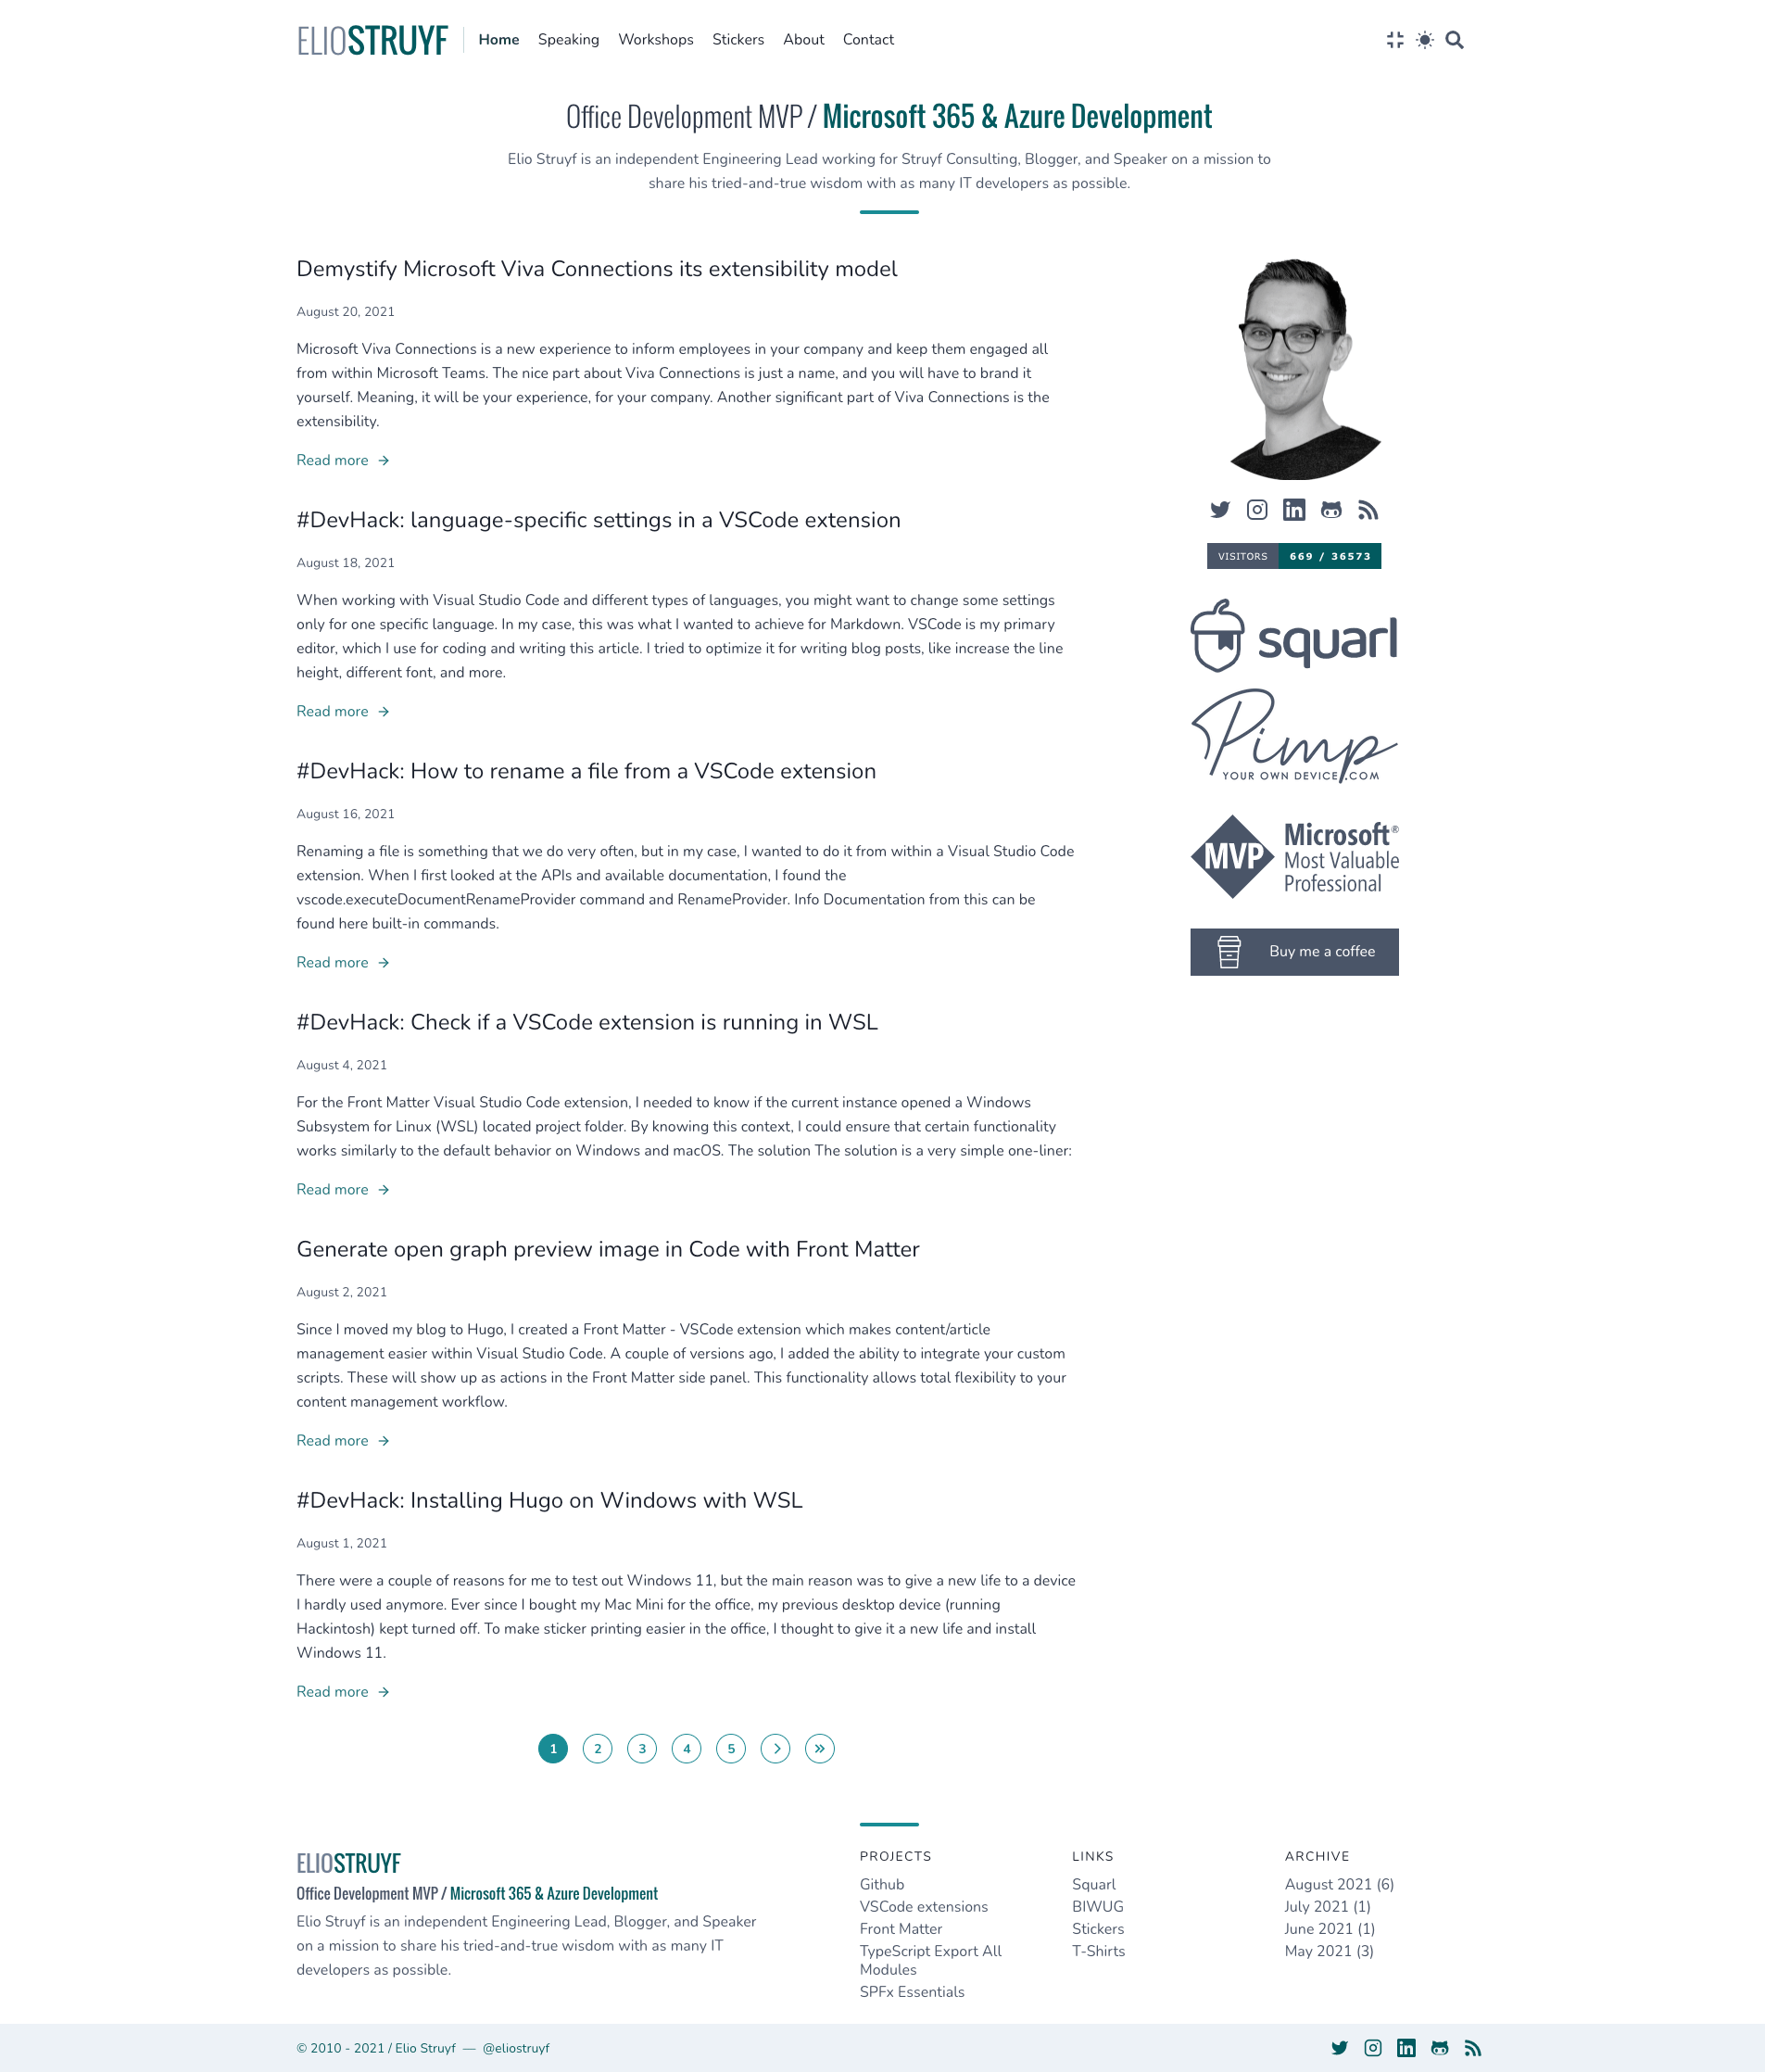 ELIOSTRUYF
Home Speaking Workshops Stickers About Contact
Office Development MVP / Microsoft 365 & Azure Development
Elio Struyf is an independent Engineering Lead working for Struyf Consulting, Blogger, and Speaker on a mission to
share his tried-and-true wisdom with as many IT developers as possible.
Demystify Microsoft Viva Connections its extensibility model
August 20, 2021
Microsoft Viva Connections is a new experience to inform employees in your company and keep them engaged all
from within Microsoft Teams. The nice part about Viva Connections is just a name, and you will have to brand it
yourself. Meaning, it will be your experience, for your company. Another significant part of Viva Connections is the
extensibility.
Read more
#DevHack: language-specific settings in a VSCode extension
August 18, 2021
When working with Visual Studio Code and different types of languages, you might want to change some settings
only for one specific language. In my case, this was what I wanted to achieve for Markdown. VSCode is my primary
editor, which I use for coding and writing this article. I tried to optimize it for writing blog posts, like increase the line
height, different font, and more.
Read more
#DevHack: How to rename a file from a VSCode extension
August 16, 2021
Renaming a file is something that we do very often, but in my case, I wanted to do it from within a Visual Studio Code
extension. When I first looked at the APIs and available documentation, I found the
vscode.executeDocumentRenameProvider command and RenameProvider. Info Documentation from this can be
found here built-in commands.
Read more
#DevHack: Check if a VSCode extension is running in WSL
August 4, 2021
For the Front Matter Visual Studio Code extension, I needed to know if the current instance opened a Windows
Subsystem for Linux (WSL) located project folder. By knowing this context, I could ensure that certain functionality
works similarly to the default behavior on Windows and macOS. The solution The solution is a very simple one-liner:
Read more
Generate open graph preview image in Code with Front Matter
August 2, 2021
Since I moved my blog to Hugo, I created a Front Matter - VSCode extension which makes content/article
management easier within Visual Studio Code. A couple of versions ago, I added the ability to integrate your custom
scripts. These will show up as actions in the Front Matter side panel. This functionality allows total flexibility to your
content management workflow.
Read more
#DevHack: Installing Hugo on Windows with WSL
August 1, 2021
There were a couple of reasons for me to test out Windows 11, but the main reason was to give a new life to a device
I hardly used anymore. Ever since I bought my Mac Mini for the office, my previous desktop device (running
Hackintosh) kept turned off. To make sticker printing easier in the office, I thought to give it a new life and install
Windows 11.
Read more
1 2 3 4 5
VISITORS 669 / 36573
squarl
Pimp
YOUR OWN DEVICE.COM
MVP
Microsoft®
Most Valuable
Professional
Buy me a coffee
ELIOSTRUYF
Office Development MVP / Microsoft 365 & Azure Development
Elio Struyf is an independent Engineering Lead, Blogger, and Speaker
on a mission to share his tried-and-true wisdom with as many IT
developers as possible.
PROJECTS
Github
VSCode extensions
Front Matter
TypeScript Export All
Modules
SPFx Essentials
LINKS
Squarl
BIWUG
Stickers
T-Shirts
ARCHIVE
August 2021 (6)
July 2021 (1)
June 2021 (1)
May 2021 (3)
© 2010 - 2021 / Elio Struyf — @eliostruyf